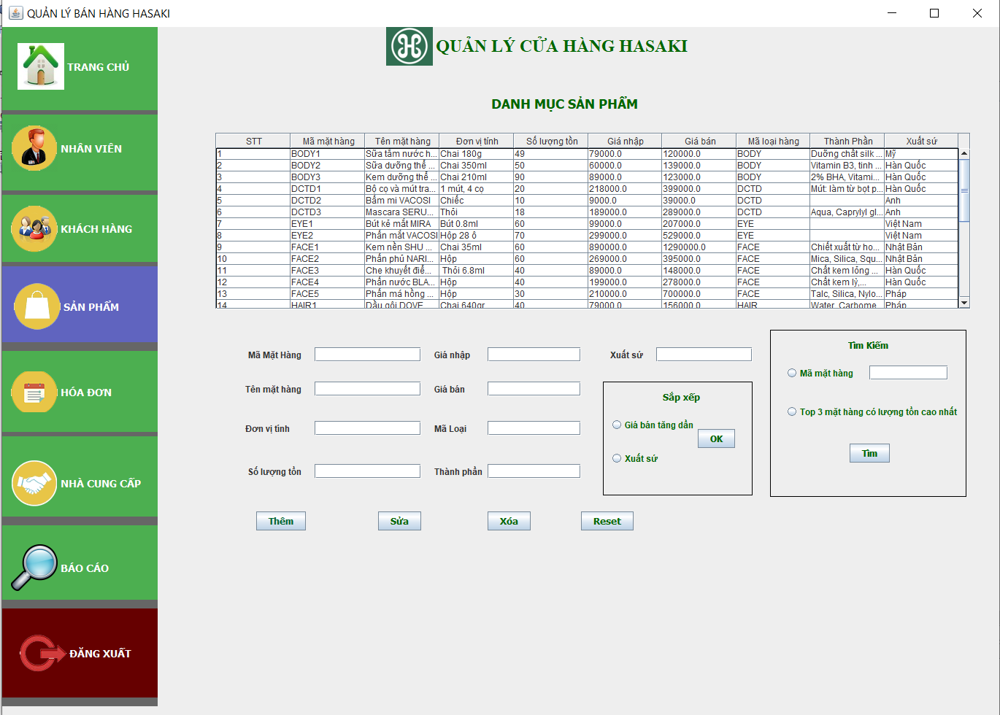 QUẢN LÝ BÁN HÀNG HASAKI
TRANG CHỦ
NHÂN VIÊN
KHÁCH HÀNG
SẢN PHẨM
HÓA ĐƠN
NHÀ CUNG CẤP
BÁO CÁO
ĐĂNG XUẤT
QUẢN LÝ CỬA HÀNG HASAKI
DANH MỤC SẢN PHẨM
STT Mã mặt hàng Tên mặt hàng Đơn vị tính Số lượng tồn Giá nhập Giá bán Mã loại hàng Thành Phần Xuất sứ
1 BODY1 Sữa tắm nước h... Chai 180g 49 79000.0 120000.0 BODY Dưỡng chất silk ... Mỹ
2 BODY2 Sữa dưỡng thể ... Chai 350ml 50 60000.0 139000.0 BODY Vitamin B3, tinh ... Hàn Quốc
3 BODY3 Kem dưỡng thể ... Chai 210ml 90 89000.0 123000.0 BODY 2% BHA, Vitami... Hàn Quốc
4 DCTD1 Bộ cọ và mút tra... 1 mút, 4 cọ 20 218000.0 399000.0 DCTD Mút: làm từ bọt p... Hàn Quốc
5 DCTD2 Bấm mi VACOSI Chiếc 10 9000.0 39000.0 DCTD Anh
6 DCTD3 Mascara SERU... Thỏi 18 189000.0 289000.0 DCTD Aqua, Caprylyl gl... Anh
7 EYE1 Bút kẻ mắt MIRA Bút 0.8ml 60 99000.0 207000.0 EYE Việt Nam
8 EYE2 Phấn mắt VACOSI Hộp 28 ô 70 299000.0 529000.0 EYE Việt Nam
9 FACE1 Kem nền SHU ... Chai 35ml 60 890000.0 1290000.0 FACE Chiết xuất từ ho... Nhật Bản
10 FACE2 Phấn phủ NARI... Hộp 60 269000.0 395000.0 FACE Mica, Silica, Squ... Nhật Bản
11 FACE3 Che khuyết điể... Thỏi 6.8ml 40 89000.0 148000.0 FACE Chất kem lỏng ... Hàn Quốc
12 FACE4 Phấn nước BLA... Hộp 40 199000.0 278000.0 FACE Chất kem lỳ,... Hàn Quốc
13 FACE5 Phấn má hồng ... Hộp 30 210000.0 700000.0 FACE Talc, Silica, Nylo... Pháp
14 HAIR1 Dầu gội DOVE Chai 640gr 40 79000.0 156000.0 HAIR Water, Carbome Pháp
Mã Mặt Hàng
Tên mặt hàng
Đơn vị tính
Số lượng tồn
Giá nhập
Giá bán
Mã Loại
Thành phần
Xuất sứ
Sắp xếp
Giá bán tăng dần
Xuất sứ
OK
Tìm Kiếm
Mã mặt hàng
Top 3 mặt hàng có lượng tồn cao nhất
Tìm
Thêm
Sửa
Xóa
Reset